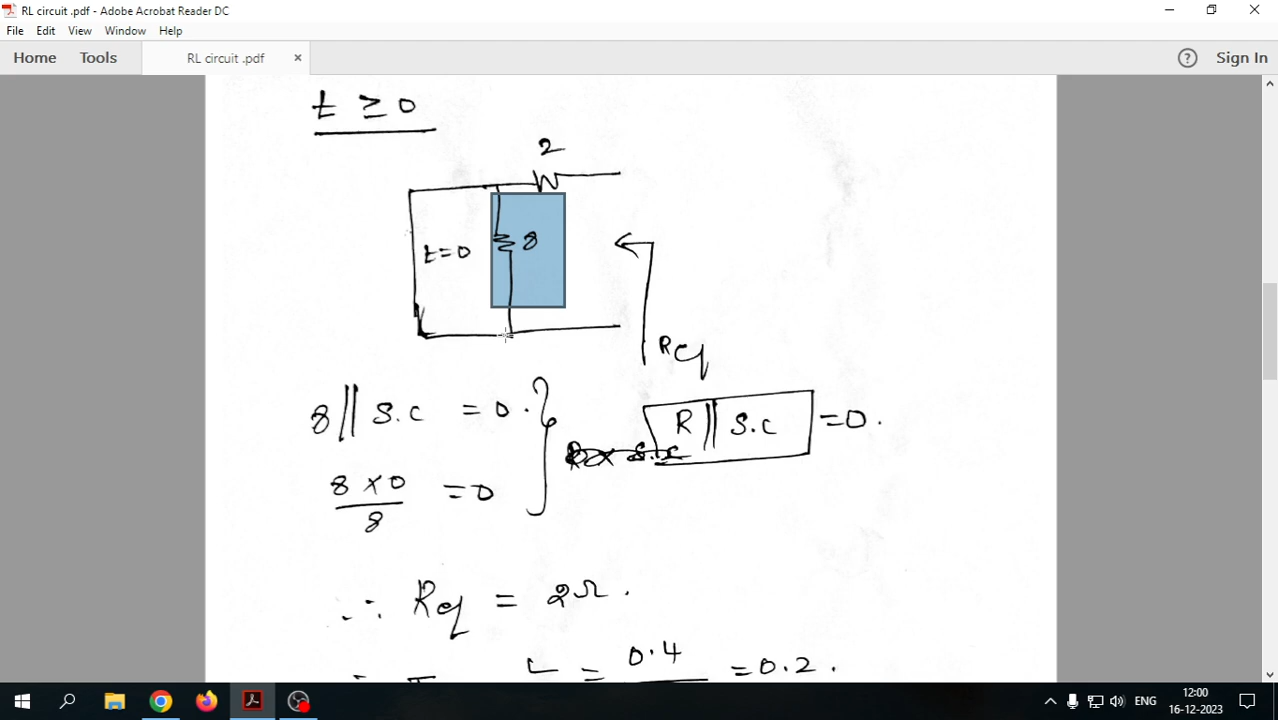 RL circuit .pdf - Adobe Acrobat Reader DC
File Edit View Window Help
Home Tools RL circuit .pdf × ? Sign In
t ≥ 0
2
t=0 8
Req
8 || S.C = 0. R || S.C = 0.
8 × 0 = 0
8
∴ Req = 2Ω.
L = 0.4 = 0.2.
ENG 12:00
16-12-2023